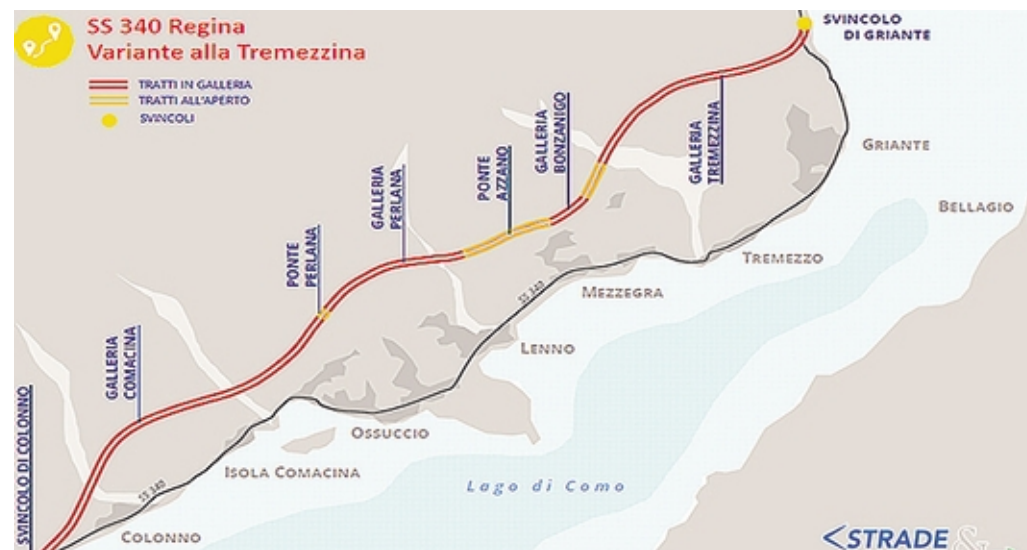 SS 340 Regina
Variante alla Tremezzina
TRATTI IN GALLERIA
TRATTI ALL'APERTO
SVINCOLI
SVINCOLO
DI GRIANTE
GRIANTE
BELLAGIO
GALLERIA
TREMEZZINA
GALLERIA
BONZANIGO
PONTE
AZZANO
GALLERIA
PERLANA
PONTE
PERLANA
GALLERIA
COMACINA
SVINCOLO DI COLONNO
TREMEZZO
MEZZEGRA
SS 340
LENNO
OSSUCCIO
ISOLA COMACINA
SS 340
COLONNO
Lago di Como
STRADE &